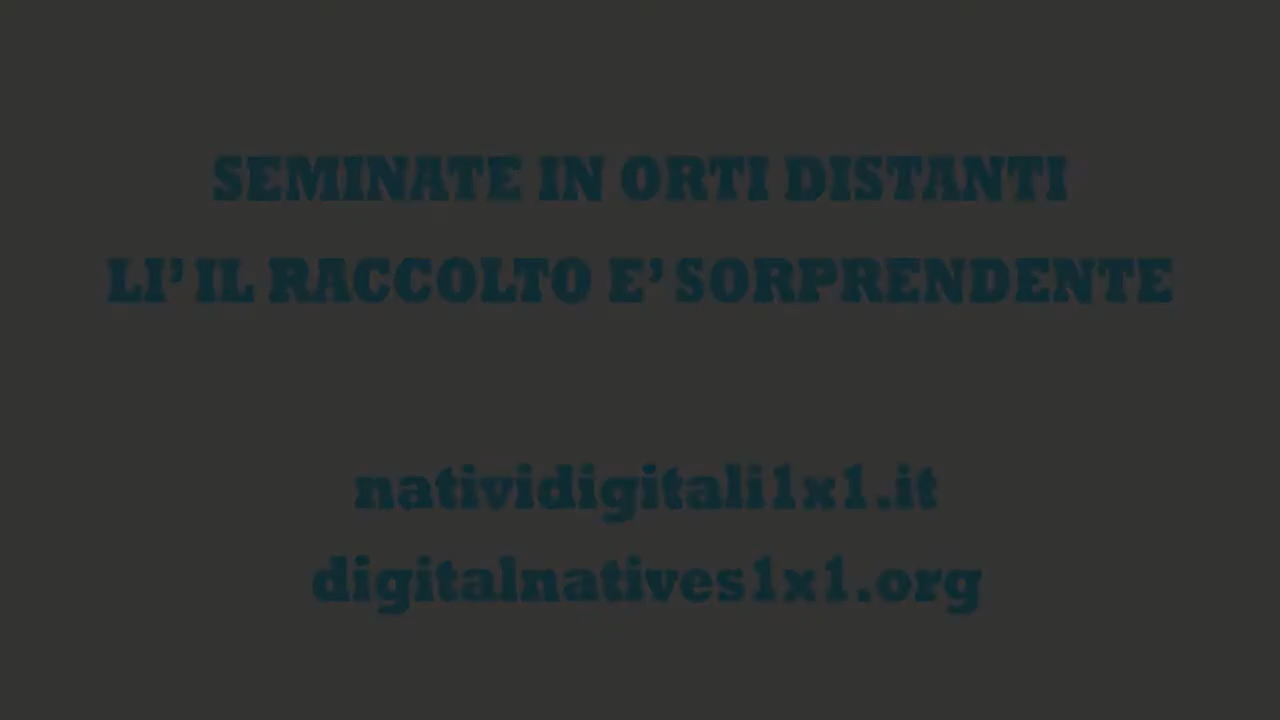 SEMINATE IN ORTI DISTANTI
LI’ IL RACCOLTO E’ SORPRENDENTE
natividigitali1x1.it
digitalnatives1x1.org